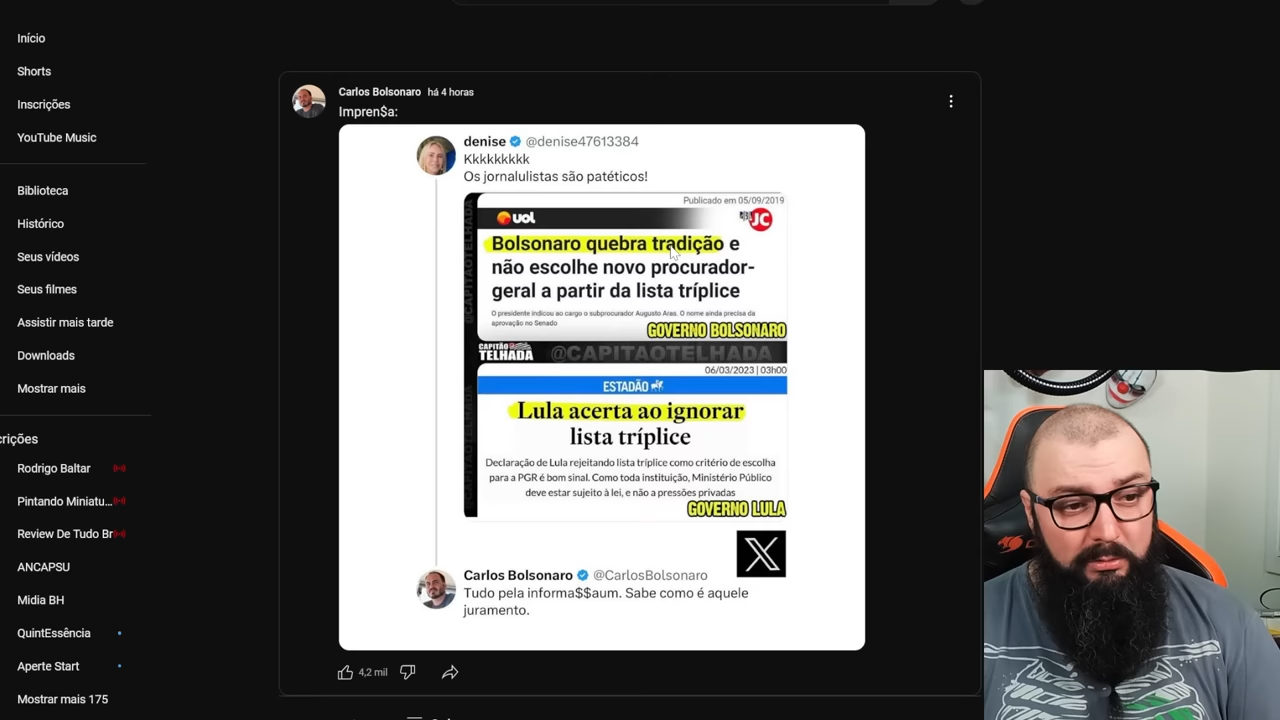 Início
Shorts
Inscrições
YouTube Music
Biblioteca
Histórico
Seus vídeos
Seus filmes
Assistir mais tarde
Downloads
Mostrar mais
crições
Rodrigo Baltar
Pintando Miniatu...
Review De Tudo Br
ANCAPSU
Midia BH
QuintEssência
Aperte Start
Mostrar mais 175
Carlos Bolsonaro há 4 horas
Impren$a:
denise @denise47613384
Kkkkkkkkk
Os jornalulistas são patéticos!
Publicado em 05/09/2019
UOL JC
Bolsonaro quebra tradição e
não escolhe novo procurador-
geral a partir da lista tríplice
O presidente indicou ao cargo o subprocurador Augusto Aras. O nome ainda precisa da
aprovação no Senado
GOVERNO BOLSONARO
CAPITÃO
TELHADA @CAPITAOTELHADA
06/03/2023 | 03h00
ESTADÃO
Lula acerta ao ignorar
lista tríplice
Declaração de Lula rejeitando lista tríplice como critério de escolha
para a PGR é bom sinal. Como toda instituição, Ministério Público
deve estar sujeito à lei, e não a pressões privadas
GOVERNO LULA
X
Carlos Bolsonaro @CarlosBolsonaro
Tudo pela informa$$aum. Sabe como é aquele
juramento.
4,2 mil